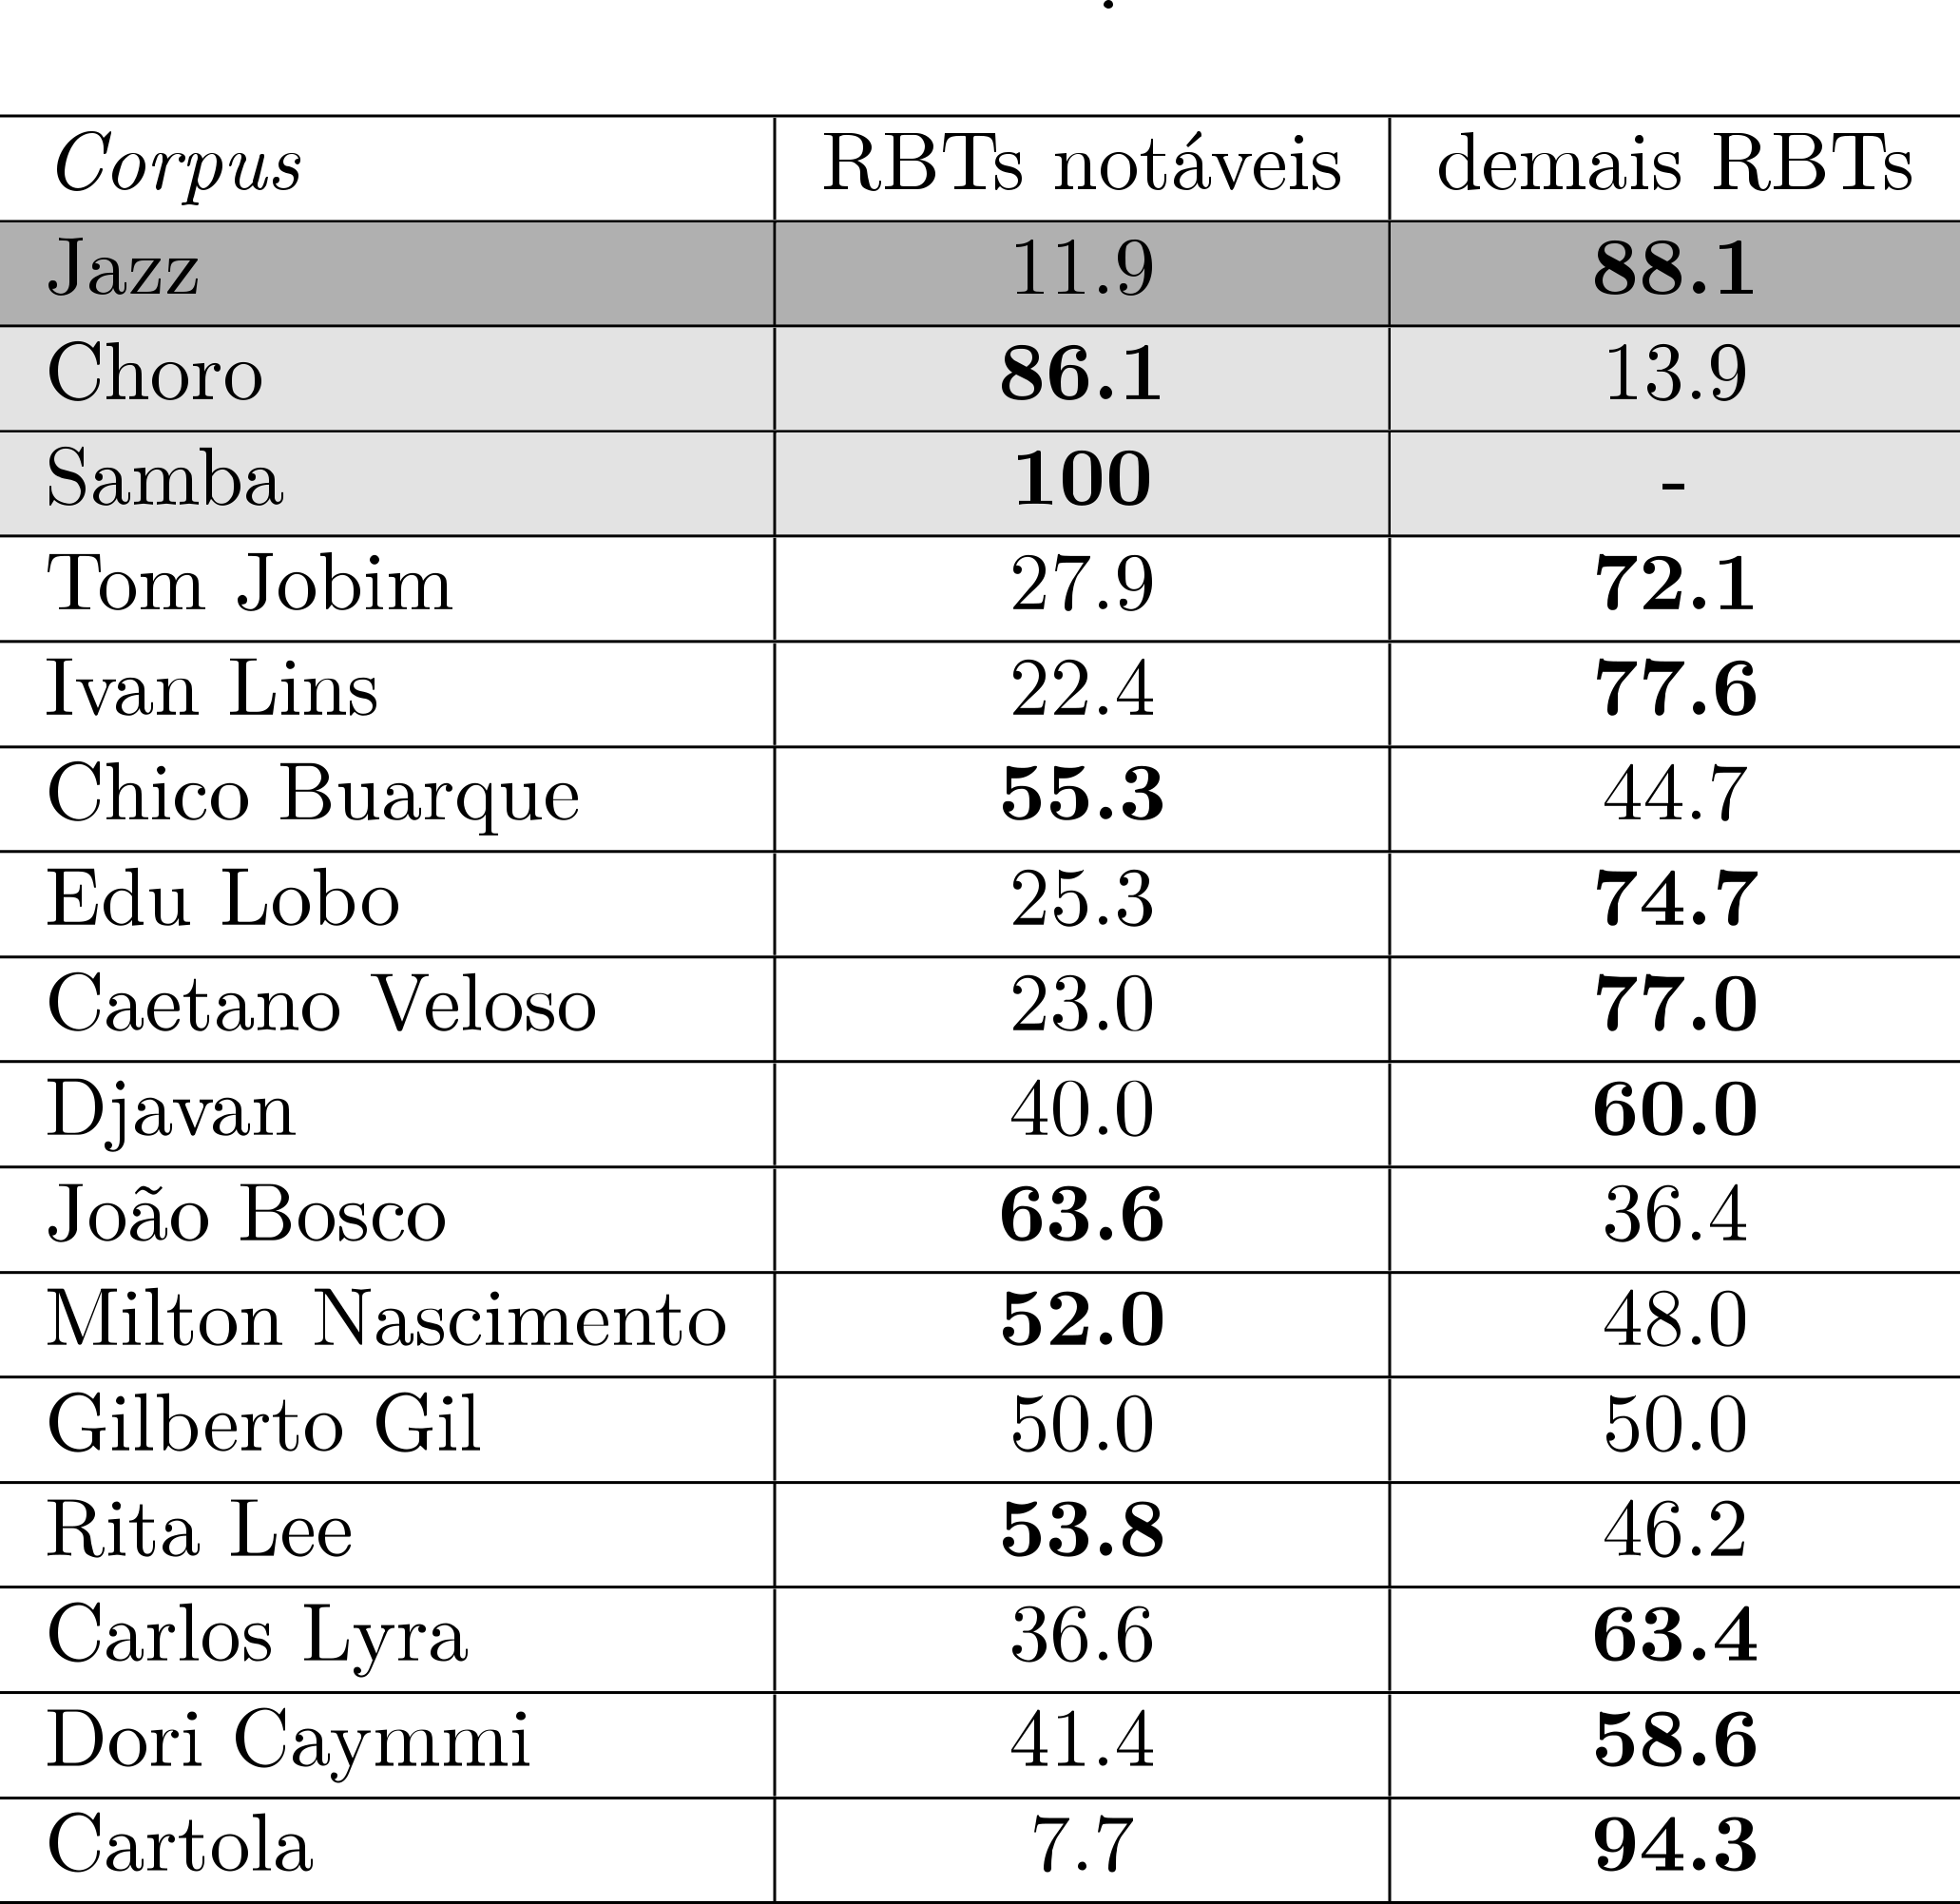 Corpus RBTs notáveis demais RBTs
Jazz 11.9 88.1
Choro 86.1 13.9
Samba 100 -
Tom Jobim 27.9 72.1
Ivan Lins 22.4 77.6
Chico Buarque 55.3 44.7
Edu Lobo 25.3 74.7
Caetano Veloso 23.0 77.0
Djavan 40.0 60.0
João Bosco 63.6 36.4
Milton Nascimento 52.0 48.0
Gilberto Gil 50.0 50.0
Rita Lee 53.8 46.2
Carlos Lyra 36.6 63.4
Dori Caymmi 41.4 58.6
Cartola 7.7 94.3